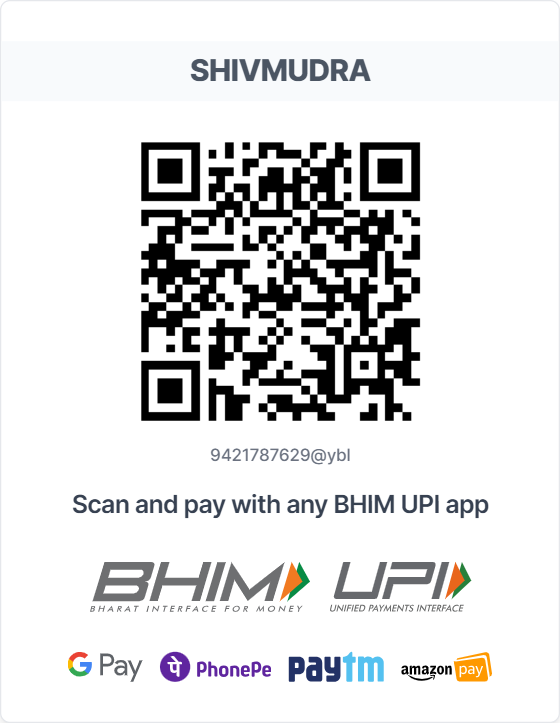 SHIVMUDRA
9421787629@ybl
Scan and pay with any BHIM UPI app
BHIM UPI
BHARAT INTERFACE FOR MONEY UNIFIED PAYMENTS INTERFACE
G Pay पे PhonePe paytm amazon pay